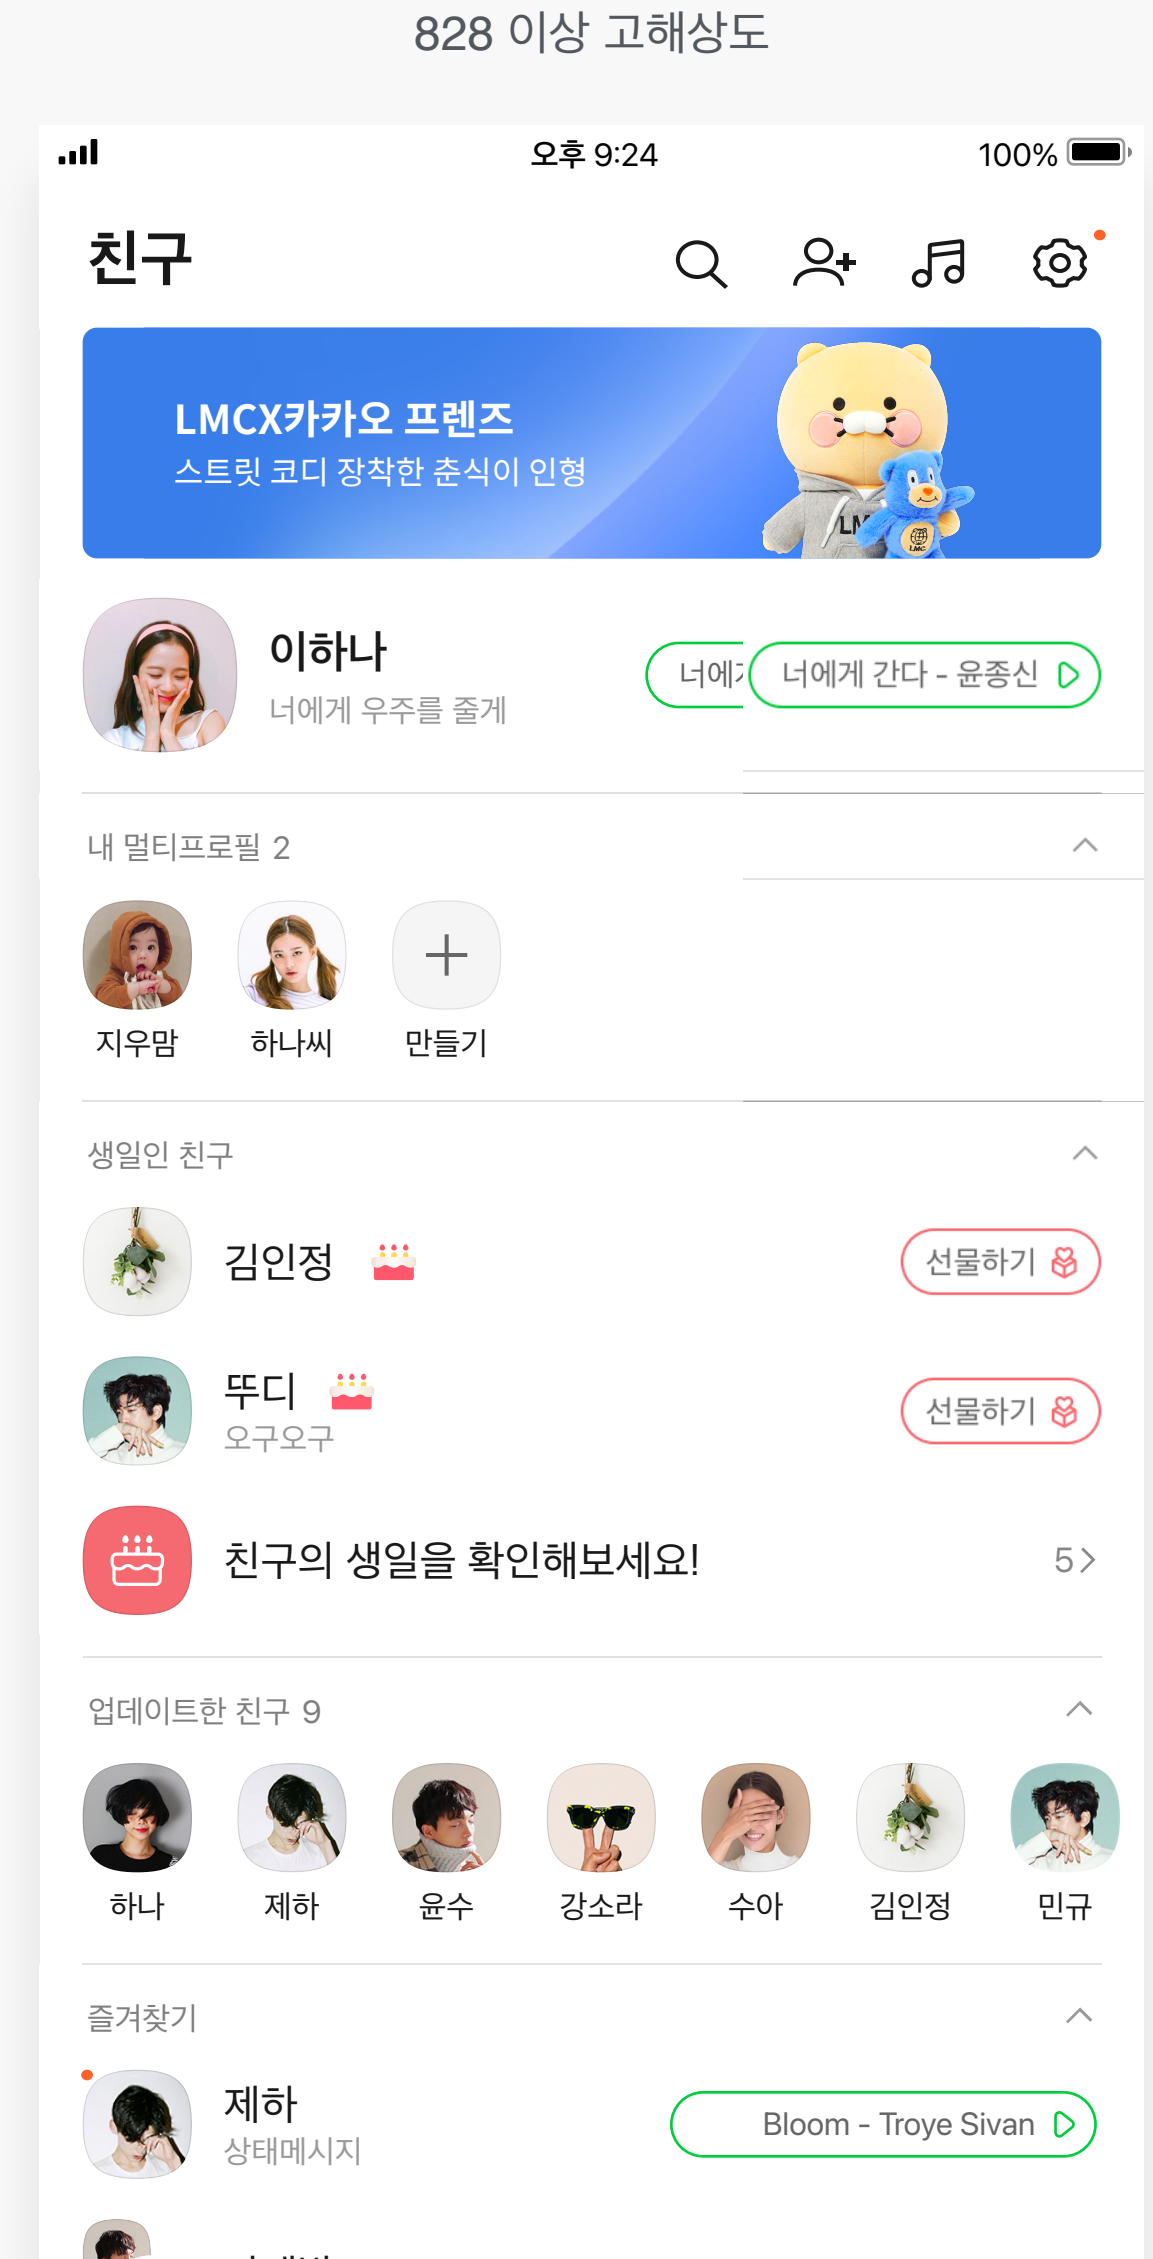 828 이상 고해상도
오후 9:24
100%
친구
LMCX카카오 프렌즈
스트릿 코디 장착한 춘식이 인형
LM
LMC
이하나
너에게 우주를 줄게
너에게
너에게 간다 - 윤종신
내 멀티프로필 2
지우맘
하나씨
만들기
생일인 친구
김인정
선물하기
뚜디
오구오구
선물하기
친구의 생일을 확인해보세요!
5
업데이트한 친구 9
하나
제하
윤수
강소라
수아
김인정
민규
즐겨찾기
제하
상태메시지
Bloom - Troye Sivan